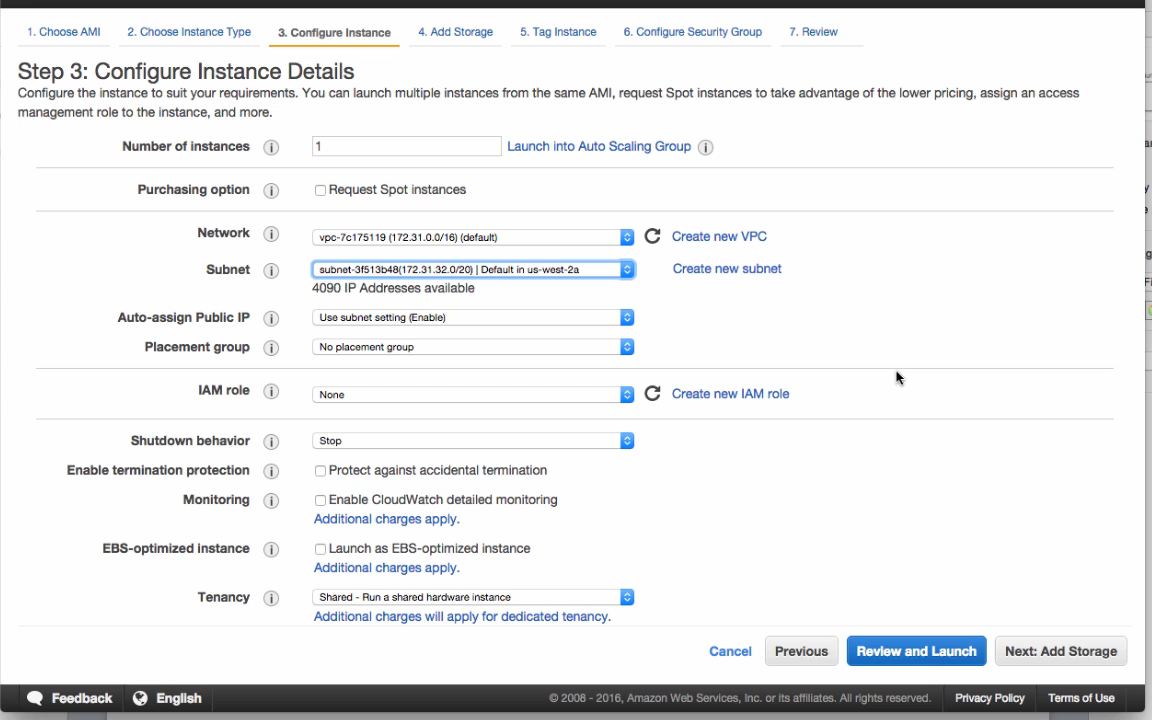 1. Choose AMI 2. Choose Instance Type 3. Configure Instance 4. Add Storage 5. Tag Instance 6. Configure Security Group 7. Review
Step 3: Configure Instance Details
Configure the instance to suit your requirements. You can launch multiple instances from the same AMI, request Spot instances to take advantage of the lower pricing, assign an access
management role to the instance, and more.
Number of instances 1 Launch into Auto Scaling Group
Purchasing option Request Spot instances
Network vpc-7c175119 (172.31.0.0/16) (default) Create new VPC
Subnet subnet-3f513b48(172.31.32.0/20) | Default in us-west-2a Create new subnet
4090 IP Addresses available
Auto-assign Public IP Use subnet setting (Enable)
Placement group No placement group
IAM role None Create new IAM role
Shutdown behavior Stop
Enable termination protection Protect against accidental termination
Monitoring Enable CloudWatch detailed monitoring
Additional charges apply.
EBS-optimized instance Launch as EBS-optimized instance
Additional charges apply.
Tenancy Shared - Run a shared hardware instance
Additional charges will apply for dedicated tenancy.
Cancel Previous Review and Launch Next: Add Storage
Feedback English © 2008 - 2016, Amazon Web Services, Inc. or its affiliates. All rights reserved. Privacy Policy Terms of Use